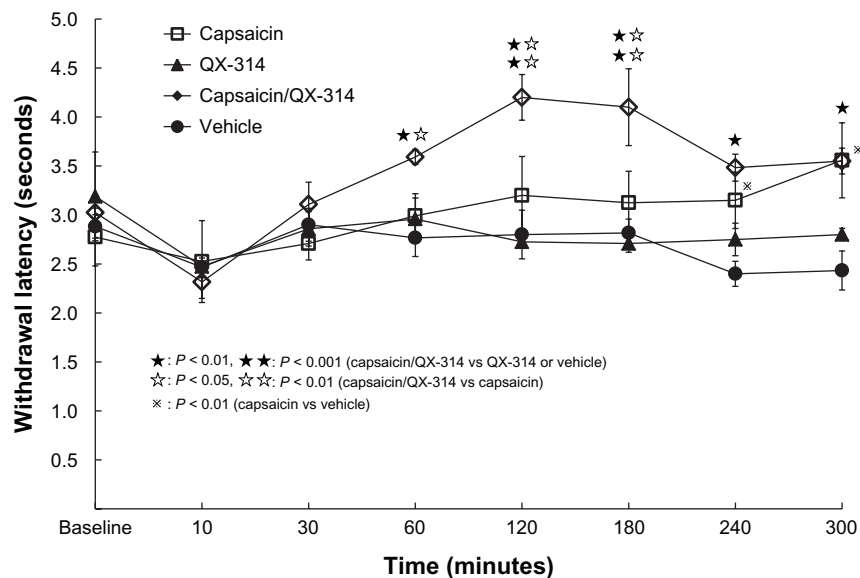 5.0
4.5
4.0
3.5
3.0
2.5
2.0
1.5
1.0
0.5
Withdrawal latency (seconds)
Capsaicin
QX-314
Capsaicin/QX-314
Vehicle
★☆
★☆
★☆
★☆
★☆
★
★
※
※
★: P < 0.01, ★★: P < 0.001 (capsaicin/QX-314 vs QX-314 or vehicle)
☆: P < 0.05, ☆☆: P < 0.01 (capsaicin/QX-314 vs capsaicin)
※: P < 0.01 (capsaicin vs vehicle)
Baseline 10 30 60 120 180 240 300
Time (minutes)